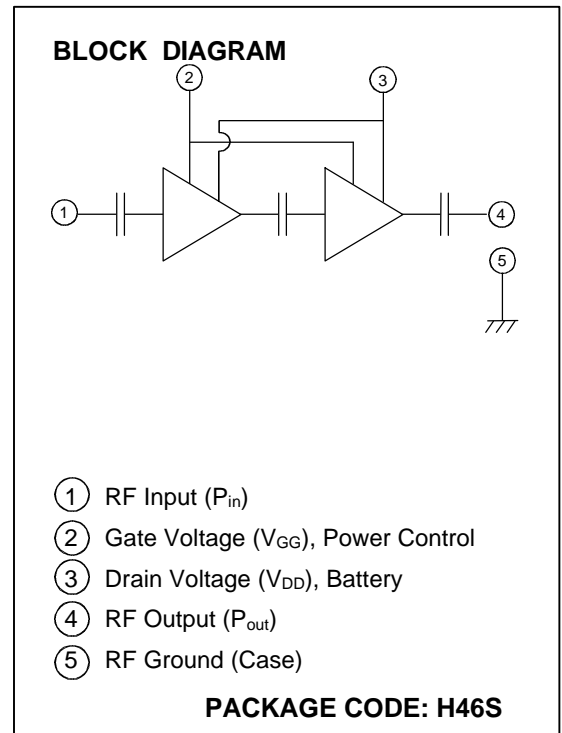 BLOCK DIAGRAM
2
3
1
4
5
1 RF Input (Pin)
2 Gate Voltage (VGG), Power Control
3 Drain Voltage (VDD), Battery
4 RF Output (Pout)
5 RF Ground (Case)
PACKAGE CODE: H46S